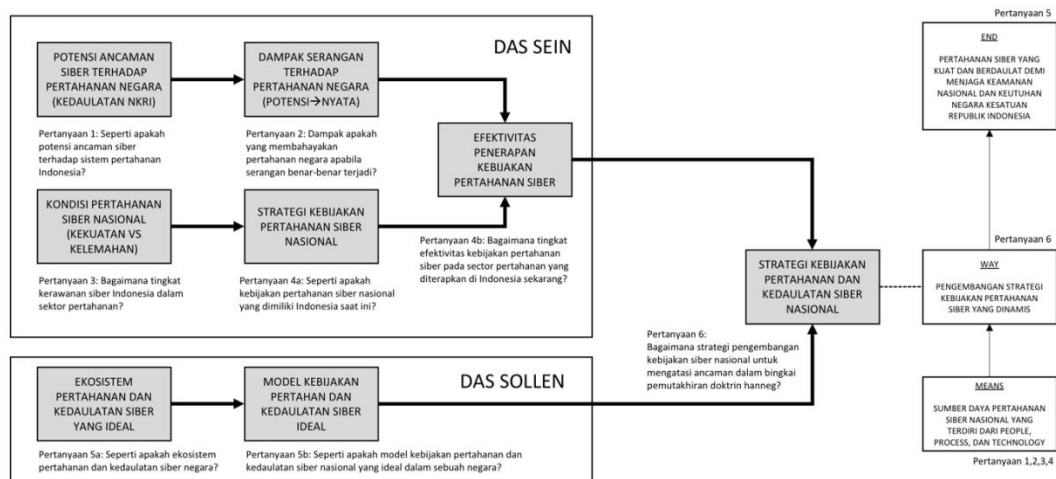 DAS SEIN
POTENSI ANCAMAN
SIBER TERHADAP
PERTAHANAN NEGARA
(KEDAULATAN NKRI)
DAMPAK SERANGAN
TERHADAP
PERTAHANAN NEGARA
(POTENSI→NYATA)
Pertanyaan 1: Seperti apakah
potensi ancaman siber
terhadap sistem pertahanan
Indonesia?
Pertanyaan 2: Dampak apakah
yang membahayakan
pertahanan negara apabila
serangan benar-benar terjadi?
EFEKTIVITAS
PENERAPAN
KEBIJAKAN
PERTAHANAN SIBER
KONDISI PERTAHANAN
SIBER NASIONAL
(KEKUATAN VS
KELEMAHAN)
STRATEGI KEBIJAKAN
PERTAHANAN SIBER
NASIONAL
Pertanyaan 4b: Bagaimana tingkat
efektivitas kebijakan pertahanan
siber pada sector pertahanan yang
diterapkan di Indonesia sekarang?
Pertanyaan 3: Bagaimana tingkat
kerawanan siber Indonesia dalam
sektor pertahanan?
Pertanyaan 4a: Seperti apakah
kebijakan pertahanan siber nasional
yang dimiliki Indonesia saat ini?
DAS SOLLEN
EKOSISTEM
PERTAHANAN DAN
KEDAULATAN SIBER
YANG IDEAL
MODEL KEBIJAKAN
PERTAHAN DAN
KEDAULATAN SIBER
IDEAL
Pertanyaan 5a: Seperti apakah ekosistem
pertahanan dan kedaulatan siber negara?
Pertanyaan 5b: Seperti apakah model kebijakan pertahanan dan
kedaulatan siber nasional yang ideal dalam sebuah negara?
STRATEGI KEBIJAKAN
PERTAHANAN DAN
KEDAULATAN SIBER
NASIONAL
Pertanyaan 6:
Bagaimana strategi pengembangan
kebijakan siber nasional untuk
mengatasi ancaman dalam bingkai
pemutakhiran doktrin hanneg?
Pertanyaan 5
END
PERTAHANAN SIBER YANG
KUAT DAN BERDAULAT DEMI
MENJAGA KEAMANAN
NASIONAL DAN KEUTUHAN
NEGARA KESATUAN
REPUBLIK INDONESIA
Pertanyaan 6
WAY
PENGEMBANGAN STRATEGI
KEBIJAKAN PERTAHANAN
SIBER YANG DINAMIS
MEANS
SUMBER DAYA PERTAHANAN
SIBER NASIONAL YANG
TERDIRI DARI PEOPLE,
PROCESS, DAN TECHNOLOGY
Pertanyaan 1,2,3,4